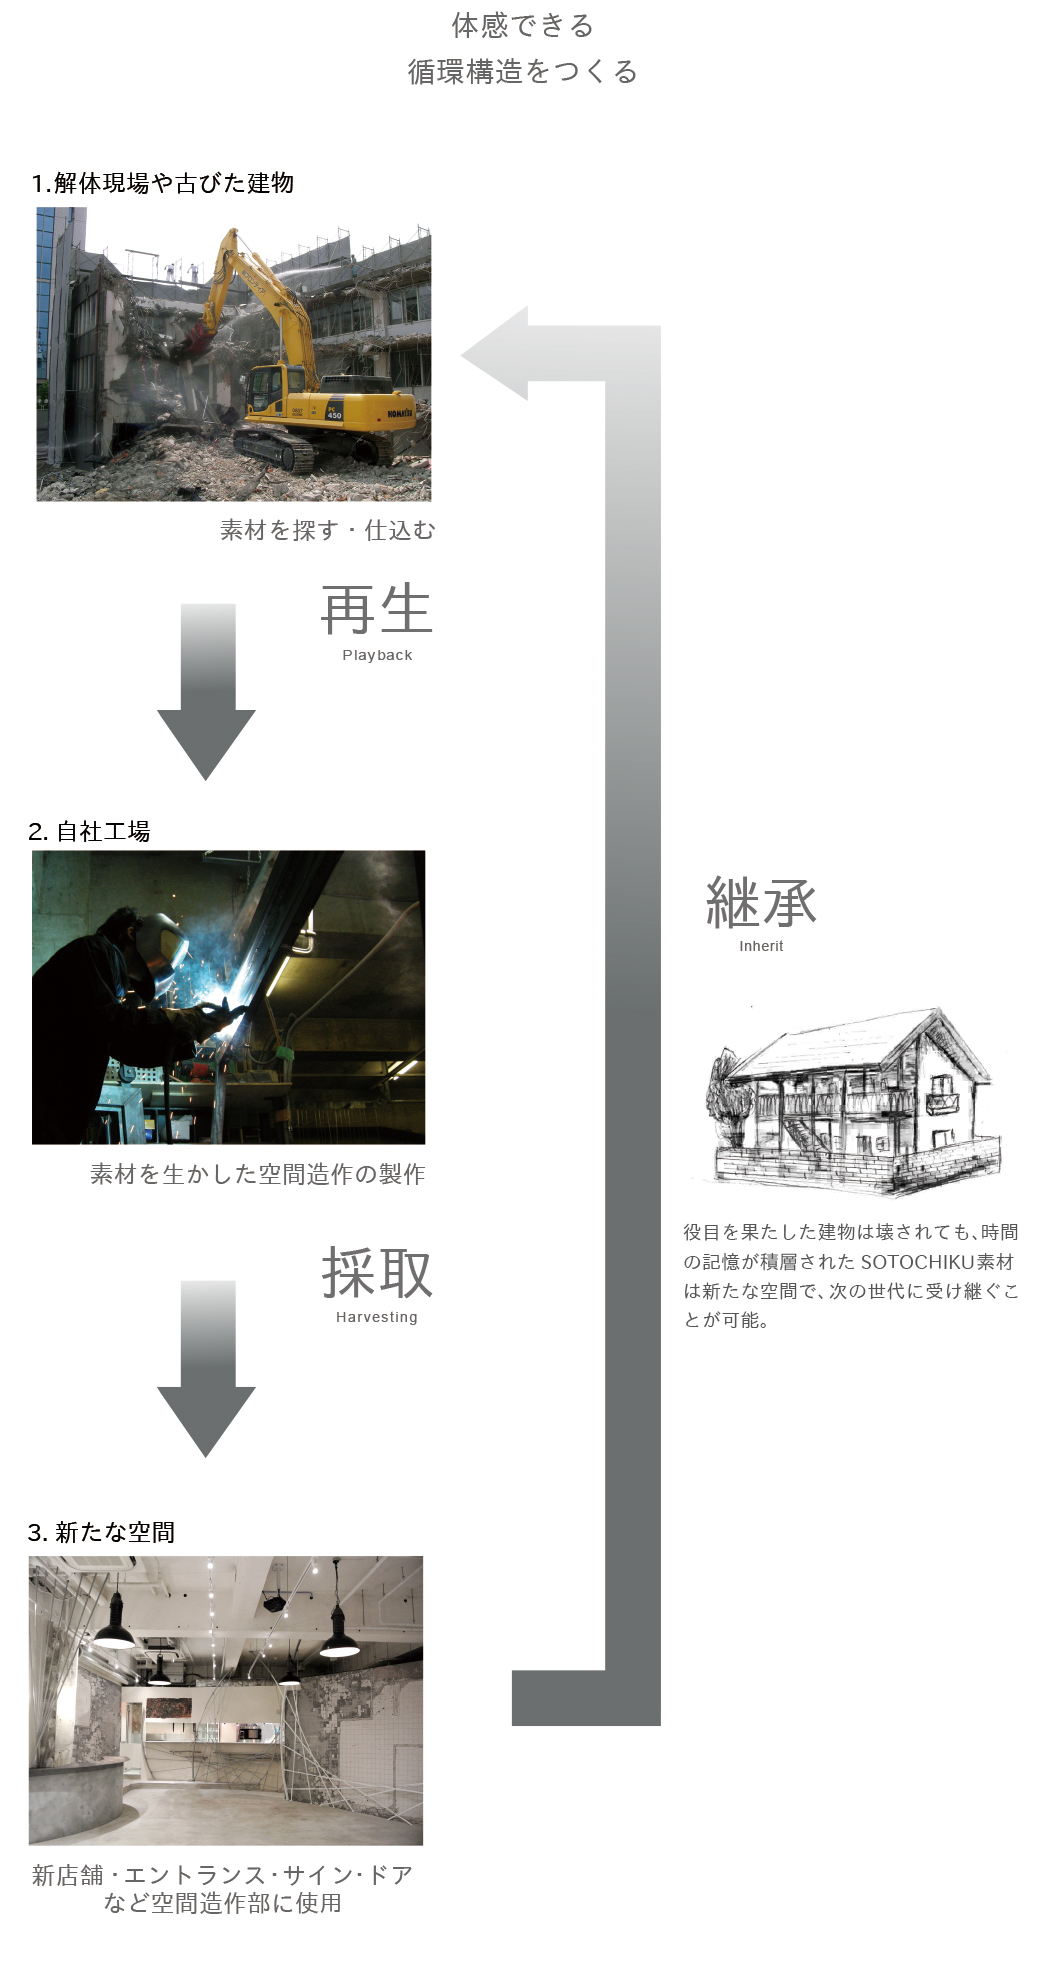 体感できる
循環構造をつくる
1.解体現場や古びた建物
PC
450
KOMATSU
素材を探す・仕込む
再生
Playback
2. 自社工場
素材を生かした空間造作の製作
採取
Harvesting
3. 新たな空間
新店舗・エントランス・サイン・ドア
など空間造作部に使用
継承
Inherit
役目を果たした建物は壊されても、時間
の記憶が積層された SOTOCHIKU素材
は新たな空間で、次の世代に受け継ぐこ
とが可能。